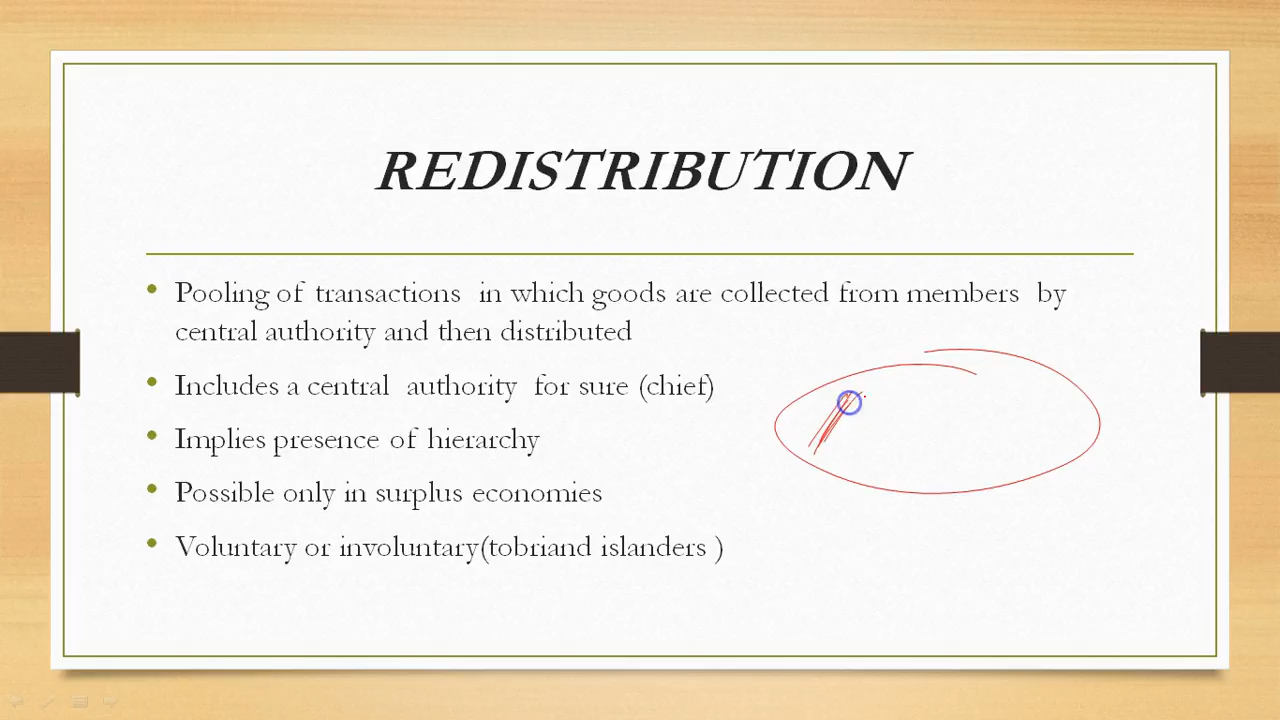 REDISTRIBUTION
• Pooling of transactions in which goods are collected from members by
central authority and then distributed
• Includes a central authority for sure (chief)
• Implies presence of hierarchy
• Possible only in surplus economies
• Voluntary or involuntary(tobriand islanders )